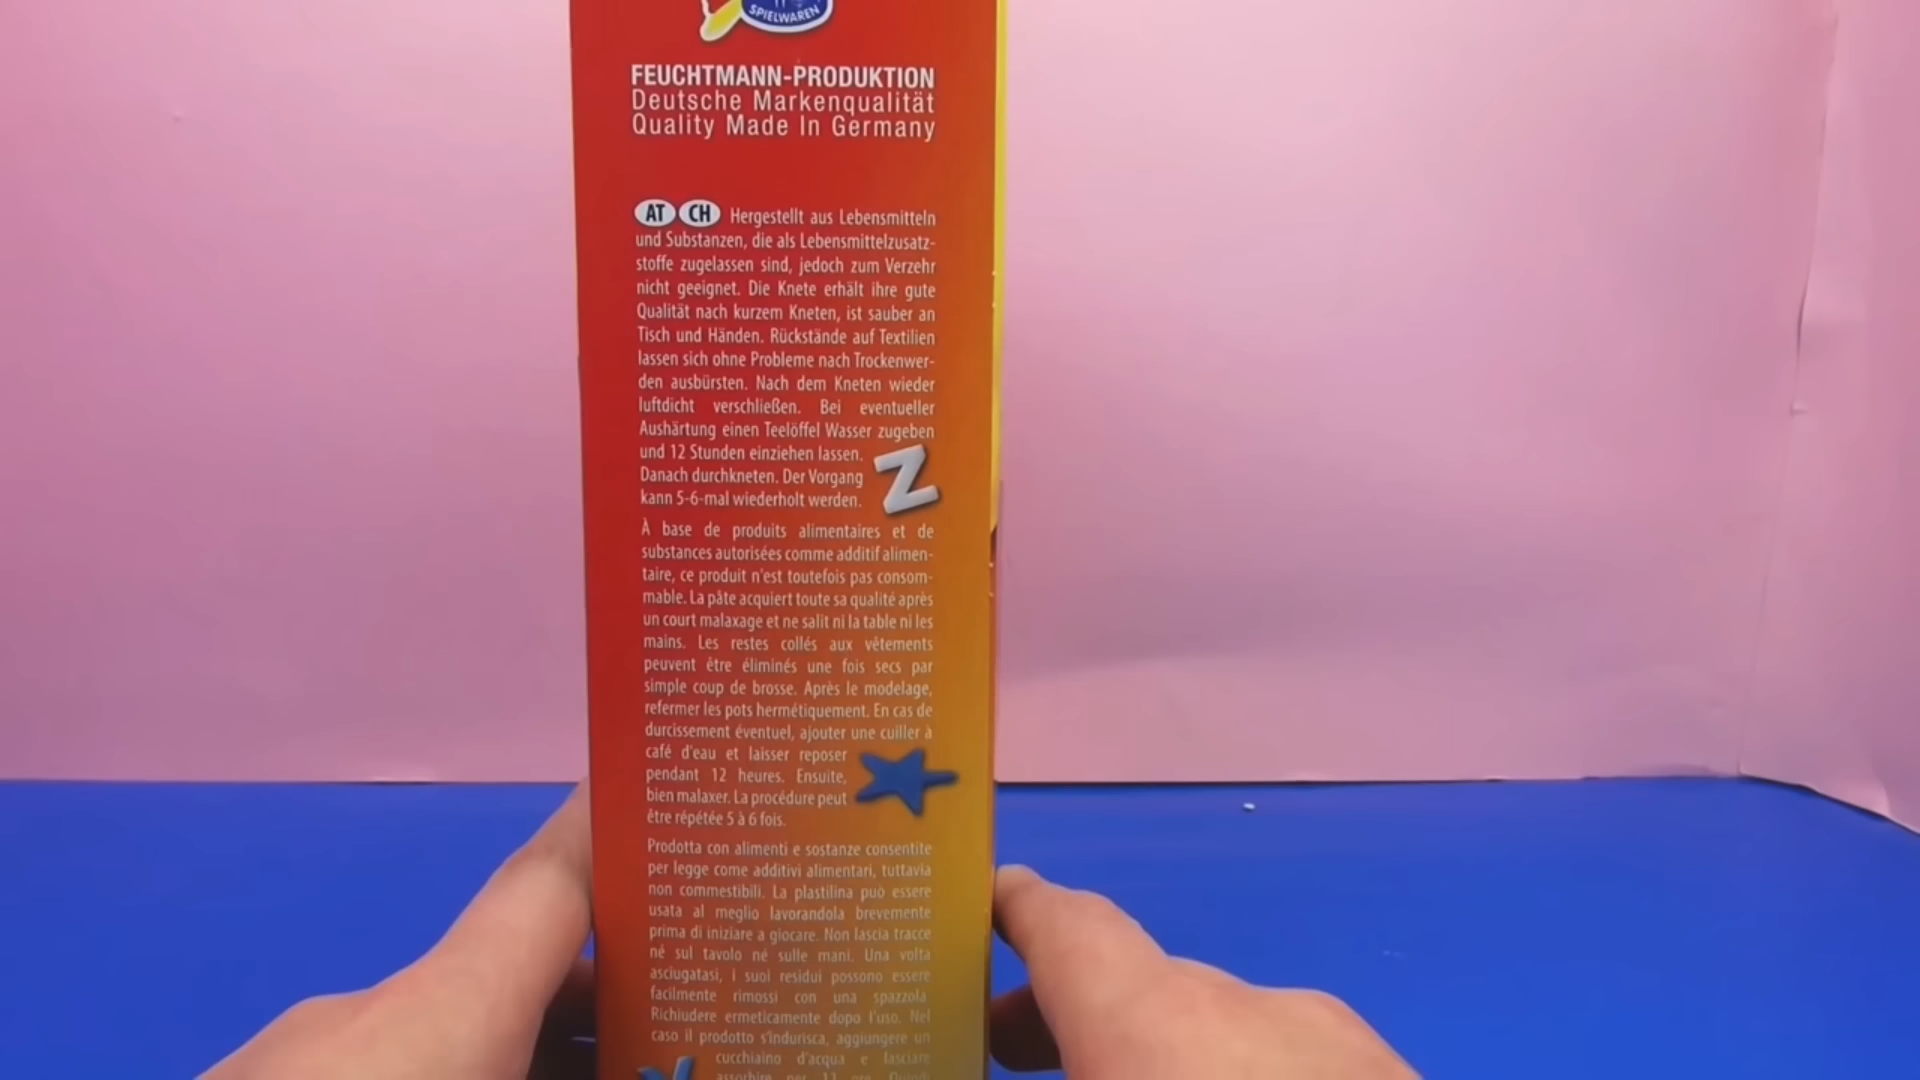 SPIELWAREN
FEUCHTMANN-PRODUKTION
Deutsche Markenqualität
Quality Made In Germany
AT CH Hergestellt aus Lebensmitteln
und Substanzen, die als Lebensmittelzusatz-
stoffe zugelassen sind, jedoch zum Verzehr
nicht geeignet. Die Knete erhält ihre gute
Qualität nach kurzem Kneten, ist sauber an
Tisch und Händen. Rückstände auf Textilien
lassen sich ohne Probleme nach Trockenwer-
den ausbürsten. Nach dem Kneten wieder
luftdicht verschließen. Bei eventueller
Aushärtung einen Teelöffel Wasser zugeben
und 12 Stunden einziehen lassen.
Danach durchkneten. Der Vorgang
kann 5-6-mal wiederholt werden.
Z
À base de produits alimentaires et de
substances autorisées comme additif alimen-
taire, ce produit n'est toutefois pas consom-
mable. La pâte acquiert toute sa qualité après
un court malaxage et ne salit ni la table ni les
mains. Les restes collés aux vêtements
peuvent être éliminés une fois secs par
simple coup de brosse. Après le modelage,
refermer les pots hermétiquement. En cas de
durcissement éventuel, ajouter une cuiller à
café d'eau et laisser reposer
pendant 12 heures. Ensuite,
bien malaxer. La procédure peut
être répétée 5 à 6 fois.
Prodotta con alimenti e sostanze consentite
per legge come additivi alimentari, tuttavia
non commestibili. La plastilina può essere
usata al meglio lavorandola brevemente
prima di iniziare a giocare. Non lascia tracce
né sul tavolo né sulle mani. Una volta
asciugatasi, i suoi residui possono essere
facilmente rimossi con una spazzola.
Richiudere ermeticamente dopo l'uso. Nel
caso il prodotto s'indurisca, aggiungere un
cucchiaino d'acqua e lasciare
assorbire per 12 ore. Quindi